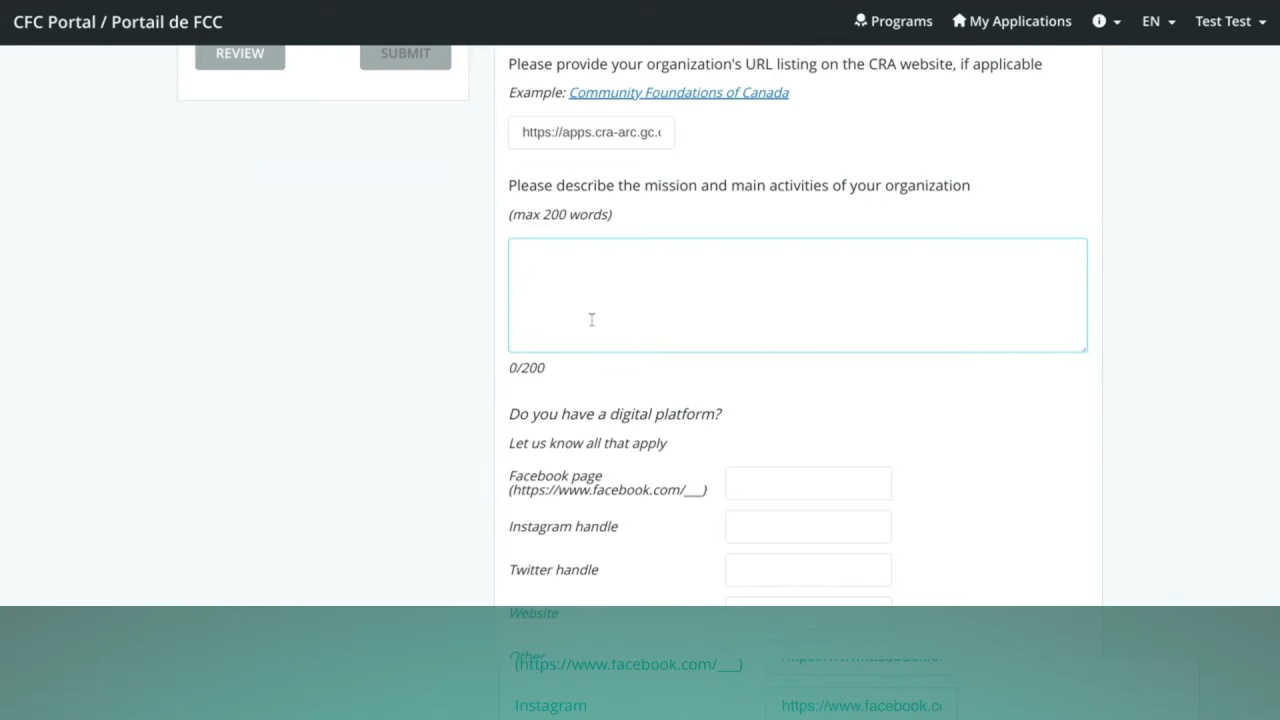 CFC Portal / Portail de FCC
Programs
My Applications
EN
Test Test
REVIEW
SUBMIT
Please provide your organization's URL listing on the CRA website, if applicable
Example: Community Foundations of Canada
https://apps.cra-arc.gc.c
Please describe the mission and main activities of your organization
(max 200 words)
0/200
Do you have a digital platform?
Let us know all that apply
Facebook page
(https://www.facebook.com/___)
Instagram handle
Twitter handle
Website
Other
(https://www.facebook.com/___)
Instagram
https://www.facebook.c